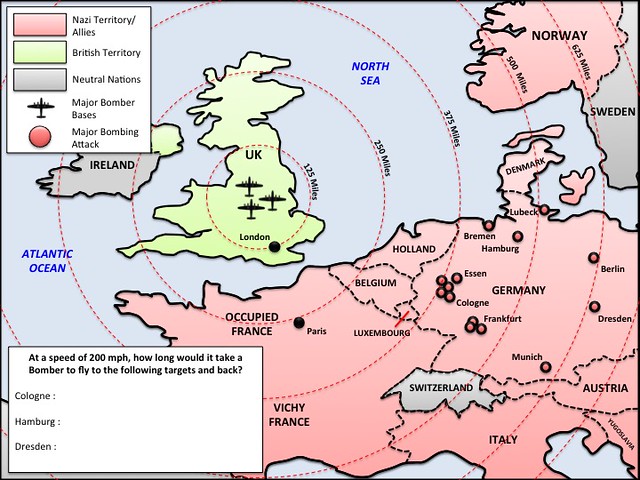 Nazi Territory/
Allies
British Territory
Neutral Nations
Major Bomber
Bases
Major Bombing
Attack
NORTH
SEA
NORWAY
500 Miles
625 Miles
SWEDEN
375 Miles
250 Miles
125 Miles
IRELAND
UK
DENMARK
London
Lubeck
ATLANTIC
OCEAN
HOLLAND
Bremen
Hamburg
Berlin
BELGIUM
Essen
GERMANY
Cologne
OCCUPIED
FRANCE
Paris
LUXEMBOURG
Frankfurt
Dresden
Munich
SWITZERLAND
AUSTRIA
VICHY
FRANCE
ITALY
YUGOSLAVIA
At a speed of 200 mph, how long would it take a
Bomber to fly to the following targets and back?
Cologne :
Hamburg :
Dresden :